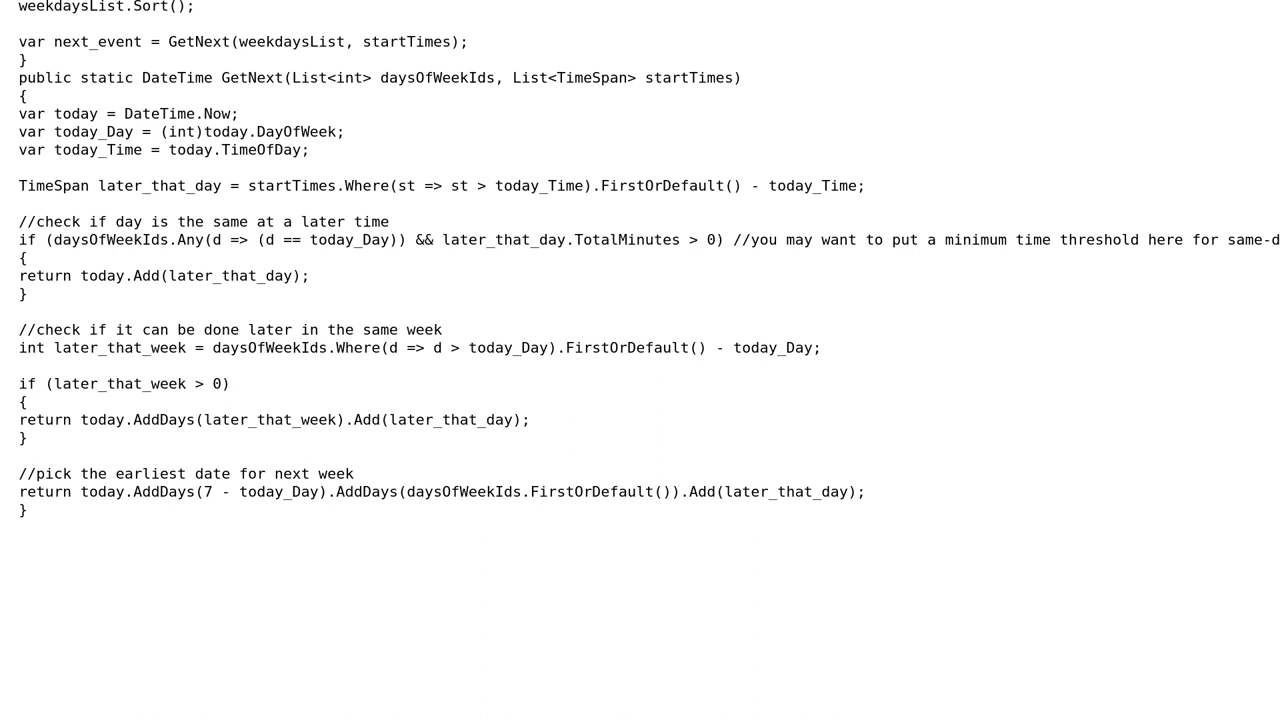 weekdaysList.Sort();
var next_event = GetNext(weekdaysList, startTimes);
}
public static DateTime GetNext(List<int> daysOfWeekIds, List<TimeSpan> startTimes)
{
var today = DateTime.Now;
var today_Day = (int)today.DayOfWeek;
var today_Time = today.TimeOfDay;
TimeSpan later_that_day = startTimes.Where(st => st > today_Time).FirstOrDefault() - today_Time;
//check if day is the same at a later time
if (daysOfWeekIds.Any(d => (d == today_Day)) && later_that_day.TotalMinutes > 0) //you may want to put a minimum time threshold here for same-d
{
return today.Add(later_that_day);
}
//check if it can be done later in the same week
int later_that_week = daysOfWeekIds.Where(d => d > today_Day).FirstOrDefault() - today_Day;
if (later_that_week > 0)
{
return today.AddDays(later_that_week).Add(later_that_day);
}
//pick the earliest date for next week
return today.AddDays(7 - today_Day).AddDays(daysOfWeekIds.FirstOrDefault()).Add(later_that_day);
}